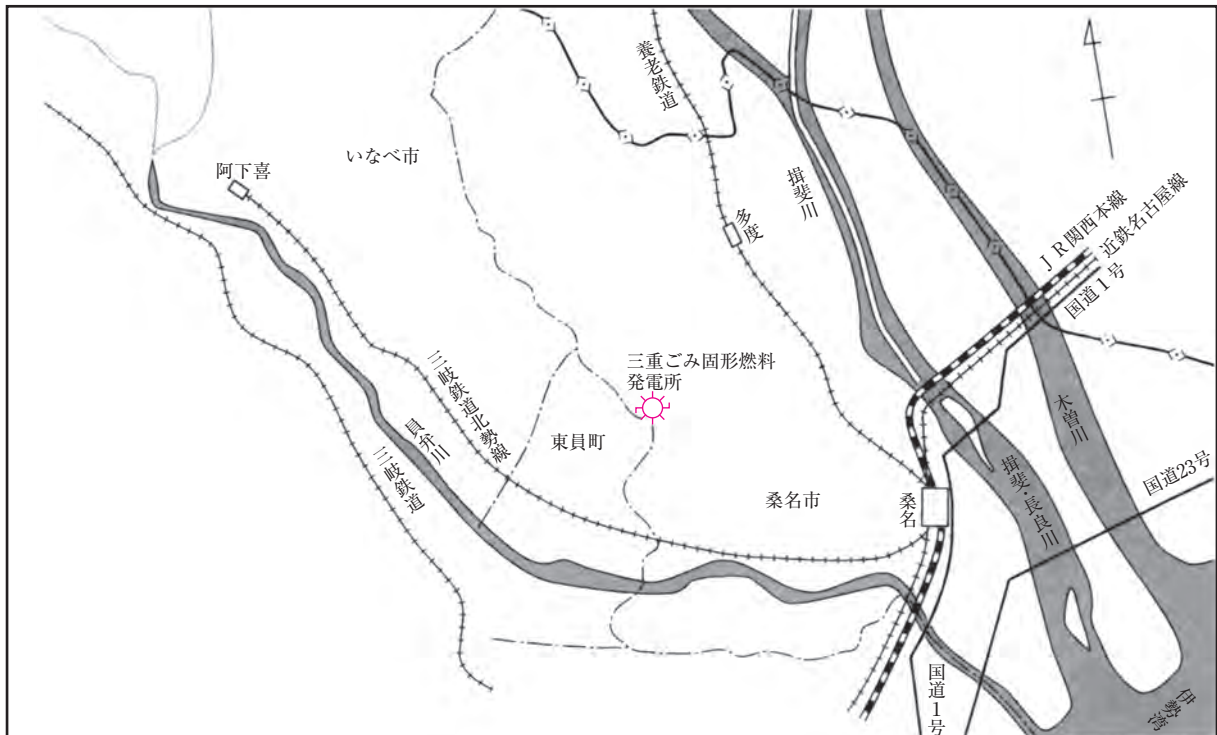 養老鉄道
いなべ市
阿下喜
揖斐川
多度
ＪＲ関西本線
近鉄名古屋線
国道１号
三重ごみ固形燃料
発電所
三岐鉄道北勢線
員弁川
三岐鉄道
東員町
木曽川
桑名市
桑名
揖斐・長良川
国道23号
国道１号
伊勢湾